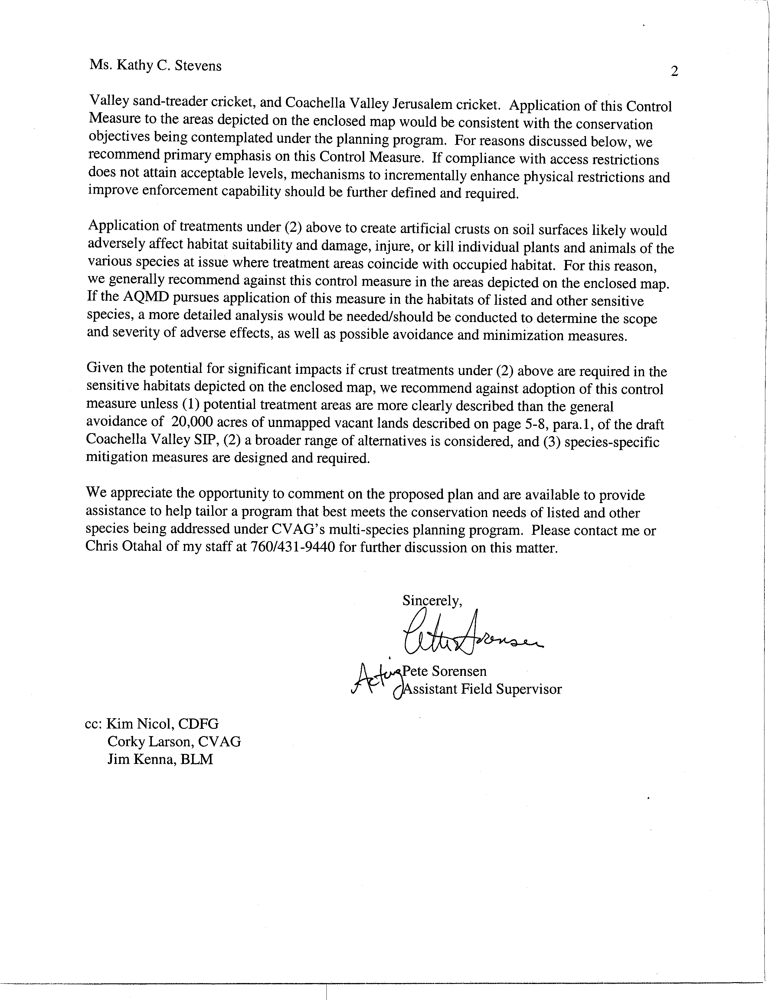 Ms. Kathy C. Stevens
2
Valley sand-treader cricket, and Coachella Valley Jerusalem cricket. Application of this Control
Measure to the areas depicted on the enclosed map would be consistent with the conservation
objectives being contemplated under the planning program. For reasons discussed below, we
recommend primary emphasis on this Control Measure. If compliance with access restrictions
does not attain acceptable levels, mechanisms to incrementally enhance physical restrictions and
improve enforcement capability should be further defined and required.
Application of treatments under (2) above to create artificial crusts on soil surfaces likely would
adversely affect habitat suitability and damage, injure, or kill individual plants and animals of the
various species at issue where treatment areas coincide with occupied habitat. For this reason,
we generally recommend against this control measure in the areas depicted on the enclosed map.
If the AQMD pursues application of this measure in the habitats of listed and other sensitive
species, a more detailed analysis would be needed/should be conducted to determine the scope
and severity of adverse effects, as well as possible avoidance and minimization measures.
Given the potential for significant impacts if crust treatments under (2) above are required in the
sensitive habitats depicted on the enclosed map, we recommend against adoption of this control
measure unless (1) potential treatment areas are more clearly described than the general
avoidance of 20,000 acres of unmapped vacant lands described on page 5-8, para.1, of the draft
Coachella Valley SIP, (2) a broader range of alternatives is considered, and (3) species-specific
mitigation measures are designed and required.
We appreciate the opportunity to comment on the proposed plan and are available to provide
assistance to help tailor a program that best meets the conservation needs of listed and other
species being addressed under CVAG's multi-species planning program. Please contact me or
Chris Otahal of my staff at 760/431-9440 for further discussion on this matter.
Sincerely,
Sorensen
Acting Pete Sorensen
Assistant Field Supervisor
cc: Kim Nicol, CDFG
Corky Larson, CVAG
Jim Kenna, BLM